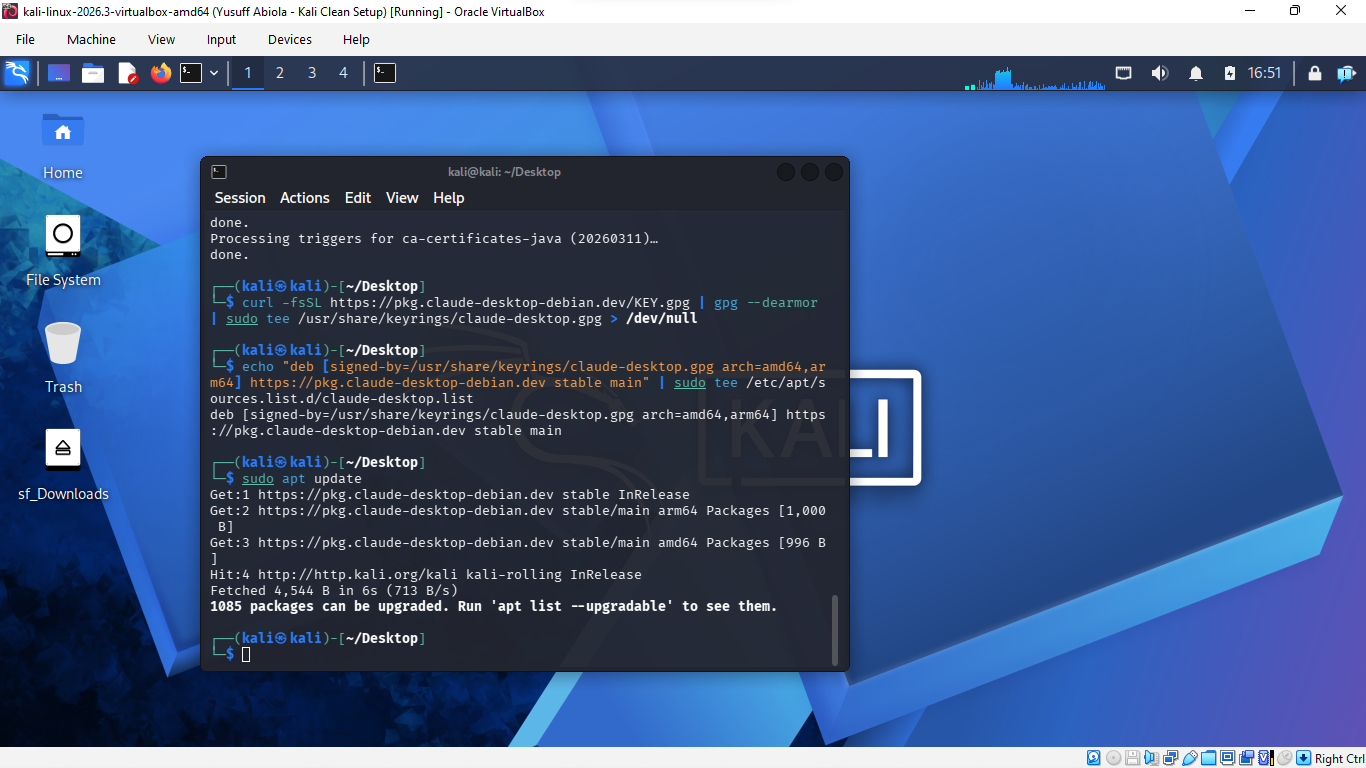 kali-linux-2026.3-virtualbox-amd64 (Yusuff Abiola - Kali Clean Setup) [Running] - Oracle VirtualBox
File Machine View Input Devices Help
1 2 3 4 16:51
Home
File System
Trash
sf_Downloads
kali@kali: ~/Desktop
Session Actions Edit View Help
done.
Processing triggers for ca-certificates-java (20260311)…
done.
┌──(kali㉿kali)-[~/Desktop]
└─$ curl -fsSL https://pkg.claude-desktop-debian.dev/KEY.gpg | gpg --dearmor
| sudo tee /usr/share/keyrings/claude-desktop.gpg > /dev/null
┌──(kali㉿kali)-[~/Desktop]
└─$ echo "deb [signed-by=/usr/share/keyrings/claude-desktop.gpg arch=amd64,ar
m64] https://pkg.claude-desktop-debian.dev stable main" | sudo tee /etc/apt/s
ources.list.d/claude-desktop.list
deb [signed-by=/usr/share/keyrings/claude-desktop.gpg arch=amd64,arm64] https
://pkg.claude-desktop-debian.dev stable main
┌──(kali㉿kali)-[~/Desktop]
└─$ sudo apt update
Get:1 https://pkg.claude-desktop-debian.dev stable InRelease
Get:2 https://pkg.claude-desktop-debian.dev stable/main arm64 Packages [1,000
 B]
Get:3 https://pkg.claude-desktop-debian.dev stable/main amd64 Packages [996 B
]
Hit:4 http://http.kali.org/kali kali-rolling InRelease
Fetched 4,544 B in 6s (713 B/s)
1085 packages can be upgraded. Run 'apt list --upgradable' to see them.
┌──(kali㉿kali)-[~/Desktop]
└─$
KALI
Right Ctrl